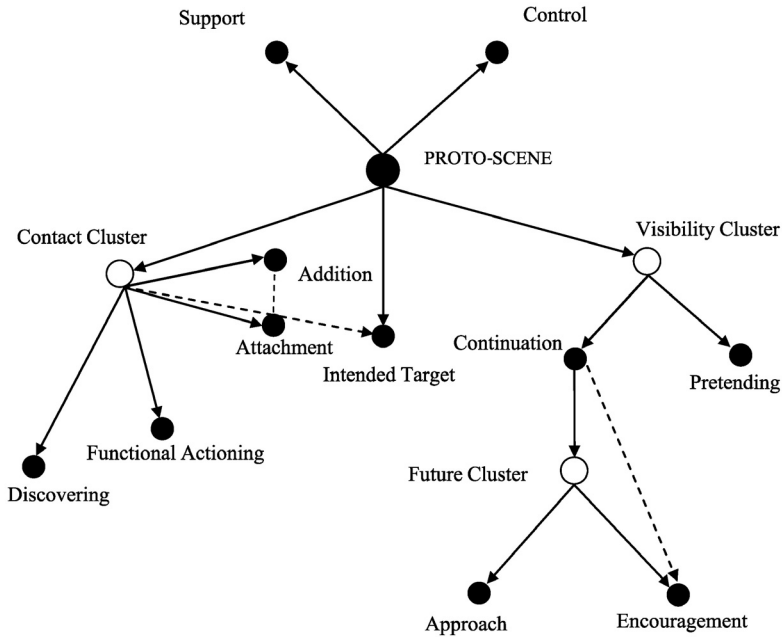 Support
Control
PROTO-SCENE
Contact Cluster
Visibility Cluster
Addition
Attachment
Continuation
Intended Target
Pretending
Functional Actioning
Future Cluster
Discovering
Approach
Encouragement